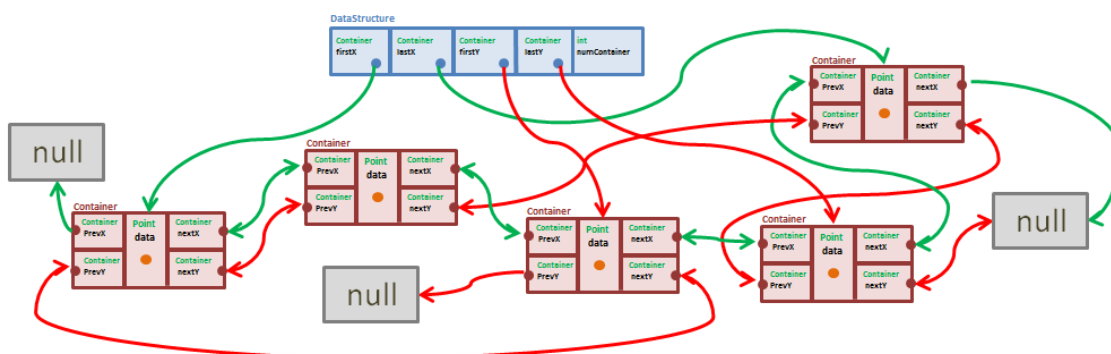 DataStructure
Container Container Container Container int
firstX lastX firstY lastY numContainer
Container
Container Point Container
PrevX data nextX
Container Container
PrevY nextY
null
Container
Container Point Container
PrevX data nextX
Container Container
PrevY nextY
Container
Container Point Container
PrevX data nextX
Container Container
PrevY nextY
Container
Container Point Container
PrevX data nextX
Container Container
PrevY nextY
Container
Container Point Container
PrevX data nextX
Container Container
PrevY nextY
null
null